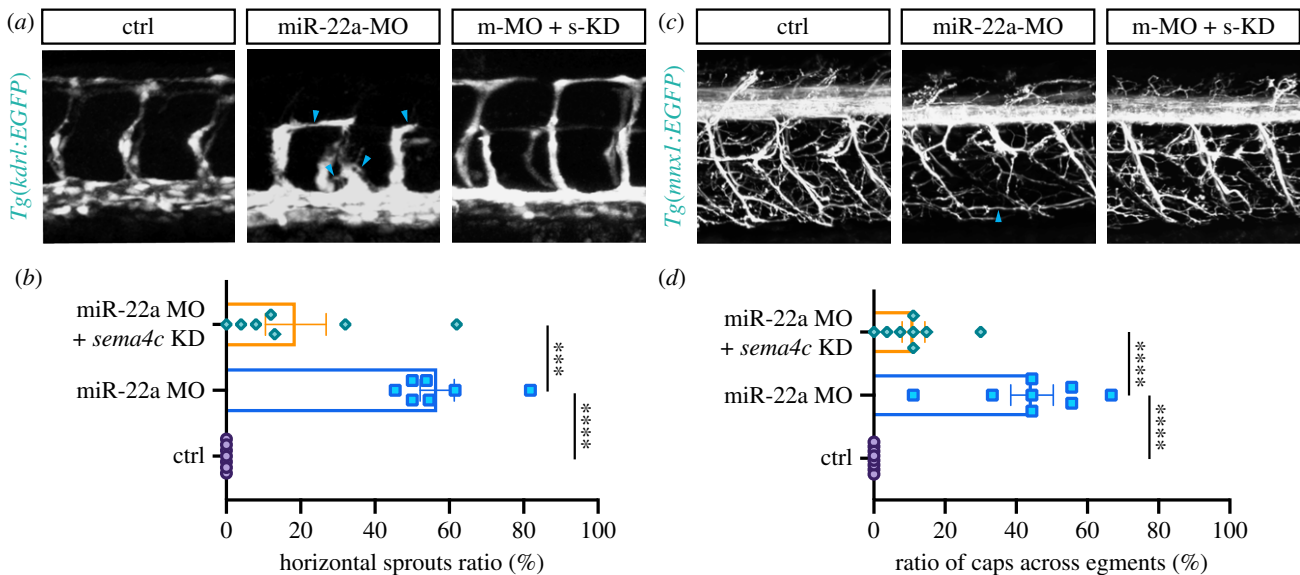 (a)
ctrl
miR-22a-MO
m-MO + s-KD
Tg(kdrl:EGFP)
(c)
ctrl
miR-22a-MO
m-MO + s-KD
Tg(mnx1:EGFP)
(b)
miR-22a MO
+ sema4c KD
miR-22a MO
ctrl
***
****
0 20 40 60 80 100
horizontal sprouts ratio (%)
(d)
miR-22a MO
+ sema4c KD
miR-22a MO
ctrl
****
****
0 20 40 60 80 100
ratio of caps across egments (%)